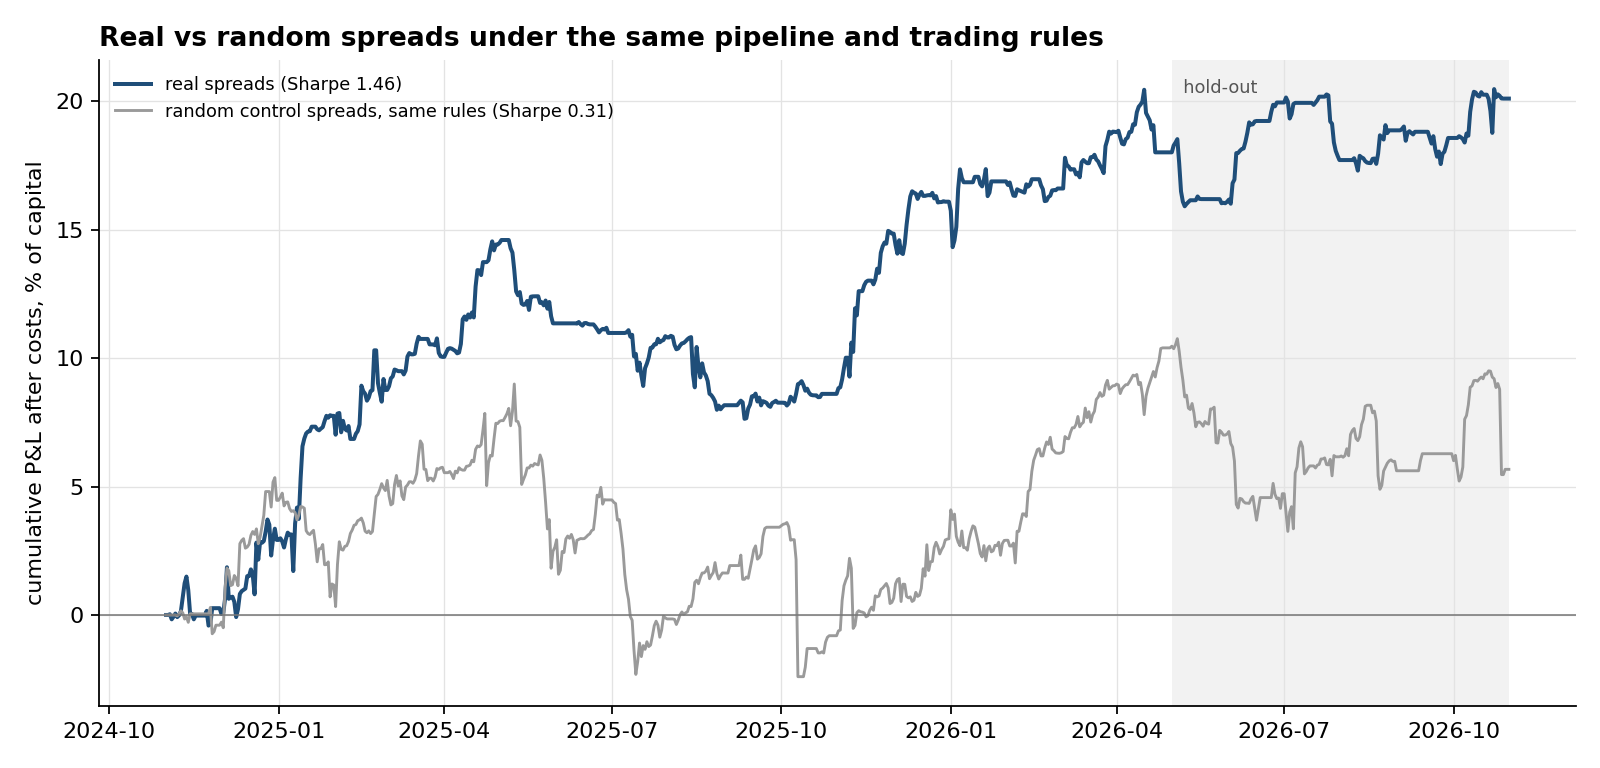 Real vs random spreads under the same pipeline and trading rules
real spreads (Sharpe 1.46)
random control spreads, same rules (Sharpe 0.31)
hold-out
cumulative P&L after costs, % of capital
20
15
10
5
0
2024-10
2025-01
2025-04
2025-07
2025-10
2026-01
2026-04
2026-07
2026-10